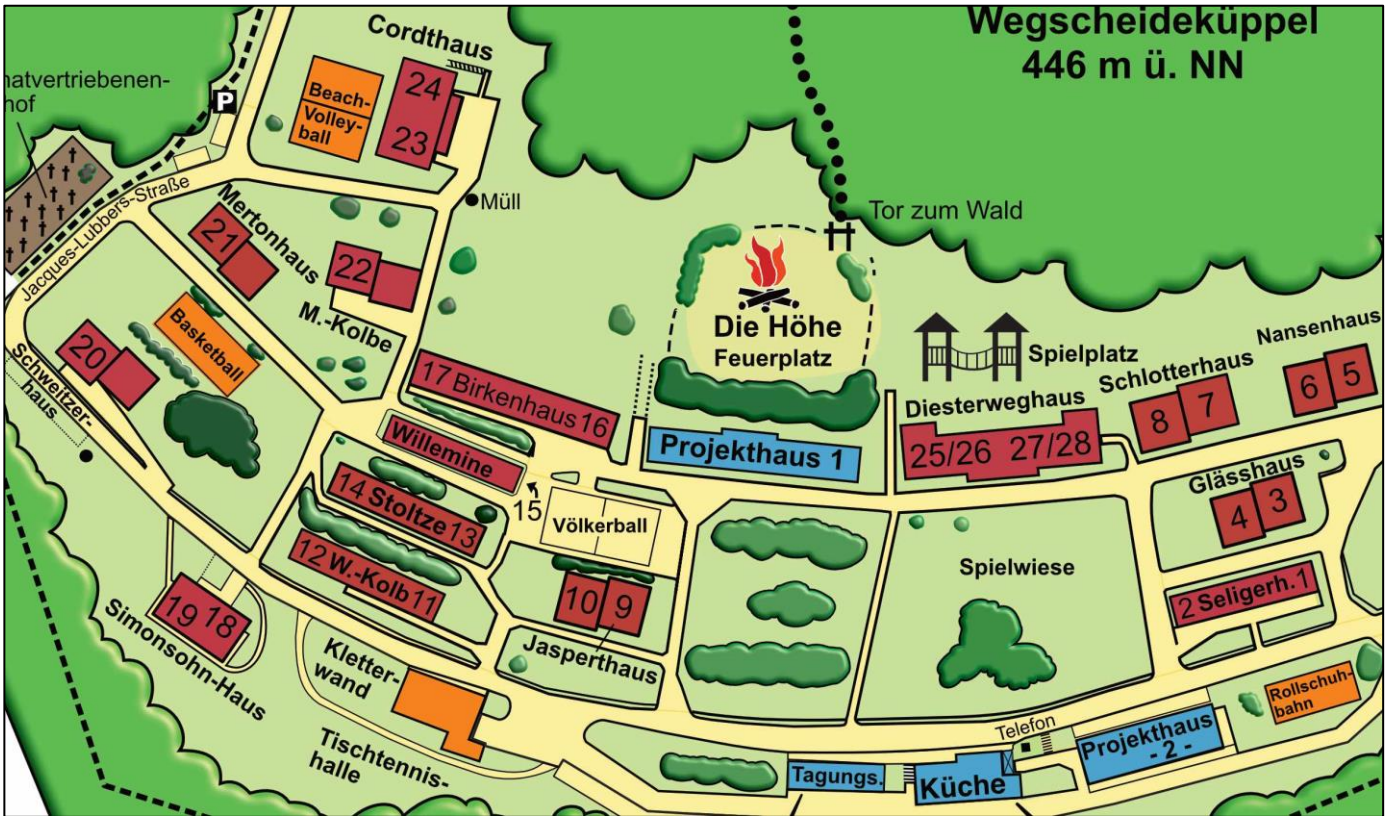 Wegscheideküppel
446 m ü. NN
Cordthaus
natvertriebenen-
hof
P
Beach-
Volley-
ball
24
23
Müll
Jacques-Lubbers-Straße
Mertonhaus
21
22
M.-Kolbe
Tor zum Wald
Die Höhe
Feuerplatz
Spielplatz
Nansenhaus
6 5
Schlotterhaus
8 7
Diesterweghaus
25/26 27/28
Basketball
20
Schweitzer-
haus
17 Birkenhaus 16
Projekthaus 1
Willemine
15
Völkerball
14 Stoltze 13
12 W.-Kolb 11
10 9
Jasperthaus
Glässhaus
4 3
Spielwiese
2 Seligerh. 1
19 18
Simonsohn-Haus
Kletter-
wand
Tischtennis-
halle
Telefon
Rollschuh-
bahn
Projekthaus
- 2 -
Tagungs.
Küche